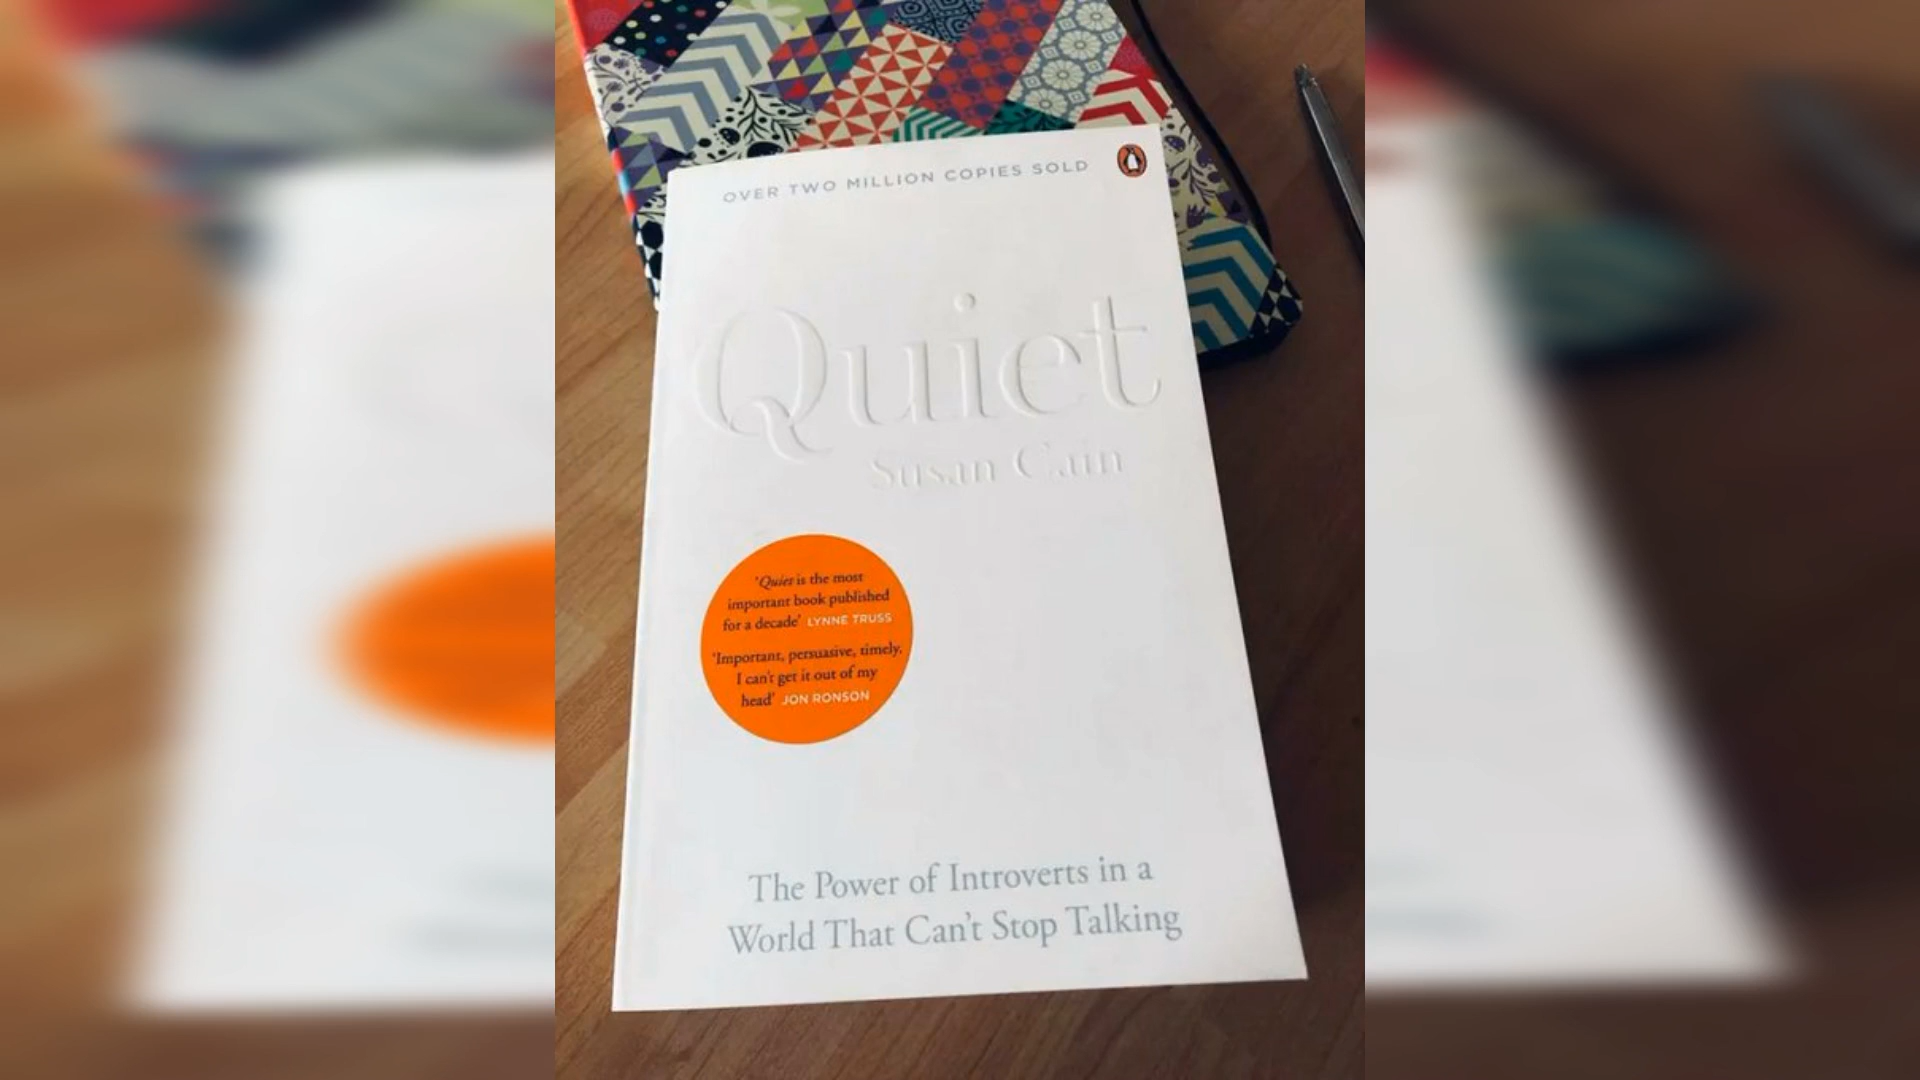 OVER TWO MILLION COPIES SOLD
Quiet
Susan Cain
'Quiet is the most
important book published
for a decade' LYNNE TRUSS
'Important, persuasive, timely.
I can't get it out of my
head' JON RONSON
The Power of Introverts in a
World That Can't Stop Talking